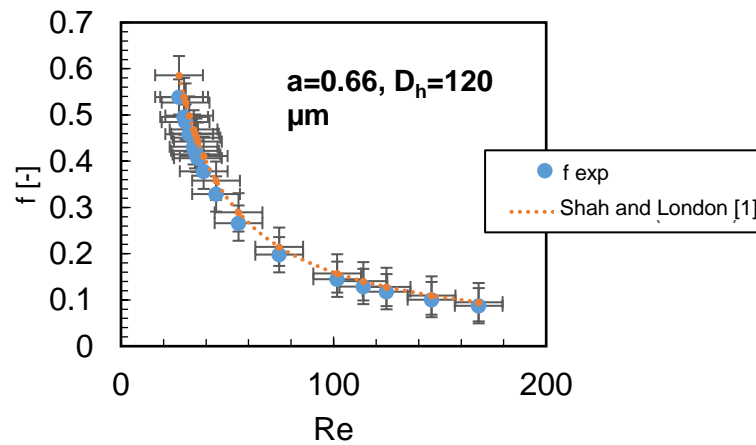 0.7
0.6
0.5
0.4
0.3
0.2
0.1
0
f [-]
a=0.66, Dₕ=120
µm
f exp
Shah and London [1]
0
100
200
Re